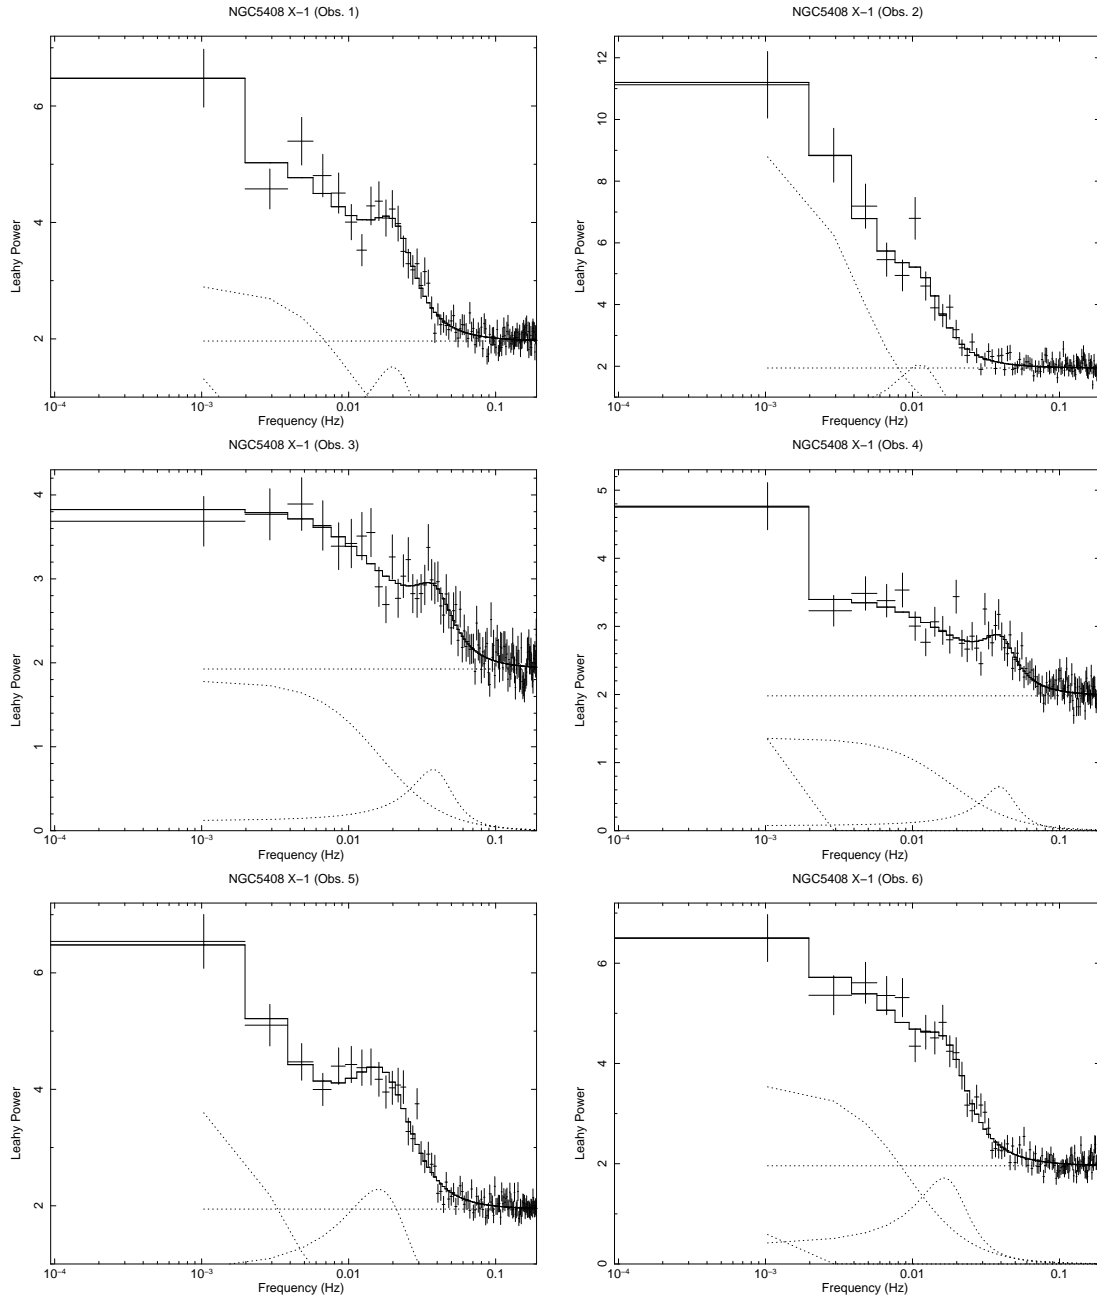 NGC5408 X−1 (Obs. 1)
Leahy Power
2
4
6
10−4
10−3
0.01
0.1
Frequency (Hz)
NGC5408 X−1 (Obs. 2)
Leahy Power
2
4
6
8
10
12
10−4
10−3
0.01
0.1
Frequency (Hz)
NGC5408 X−1 (Obs. 3)
Leahy Power
0
1
2
3
4
10−4
10−3
0.01
0.1
Frequency (Hz)
NGC5408 X−1 (Obs. 4)
Leahy Power
0
1
2
3
4
5
10−4
10−3
0.01
0.1
Frequency (Hz)
NGC5408 X−1 (Obs. 5)
Leahy Power
2
4
6
10−4
10−3
0.01
0.1
Frequency (Hz)
NGC5408 X−1 (Obs. 6)
Leahy Power
0
2
4
6
10−4
10−3
0.01
0.1
Frequency (Hz)